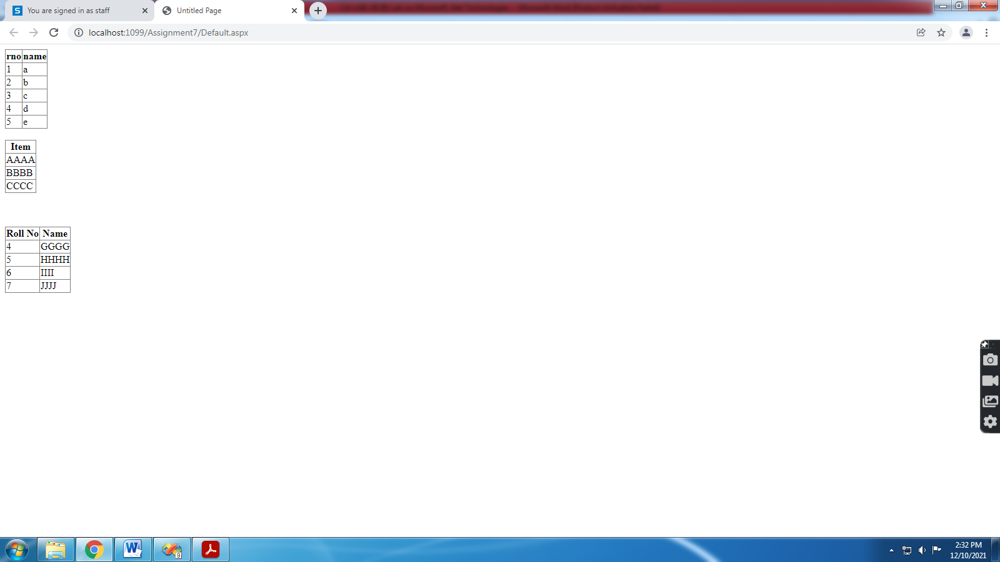 You are signed in as staff
Untitled Page
localhost:1099/Assignment7/Default.aspx
rno name
1 a
2 b
3 c
4 d
5 e
Item
AAAA
BBBB
CCCC
Roll No Name
4 GGGG
5 HHHH
6 IIII
7 JJJJ
2:32 PM
12/10/2021